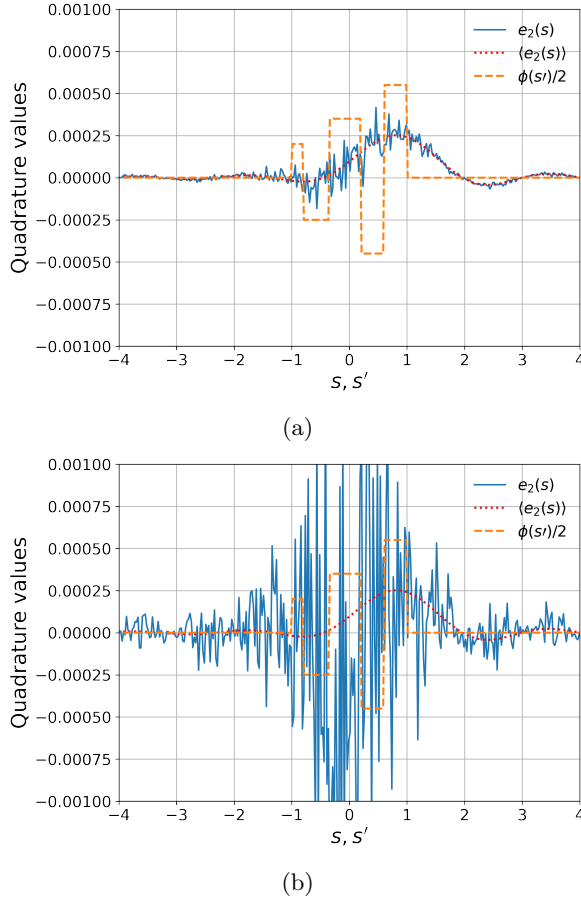 0.00100
0.00075
0.00050
0.00025
0.00000
−0.00025
−0.00050
−0.00075
−0.00100
Quadrature values
e₂(s)
⟨e₂(s)⟩
ϕ(s′)/2
−4 −3 −2 −1 0 1 2 3 4
s, s′
(a)
0.00100
0.00075
0.00050
0.00025
0.00000
−0.00025
−0.00050
−0.00075
−0.00100
Quadrature values
e₂(s)
⟨e₂(s)⟩
ϕ(s′)/2
−4 −3 −2 −1 0 1 2 3 4
s, s′
(b)